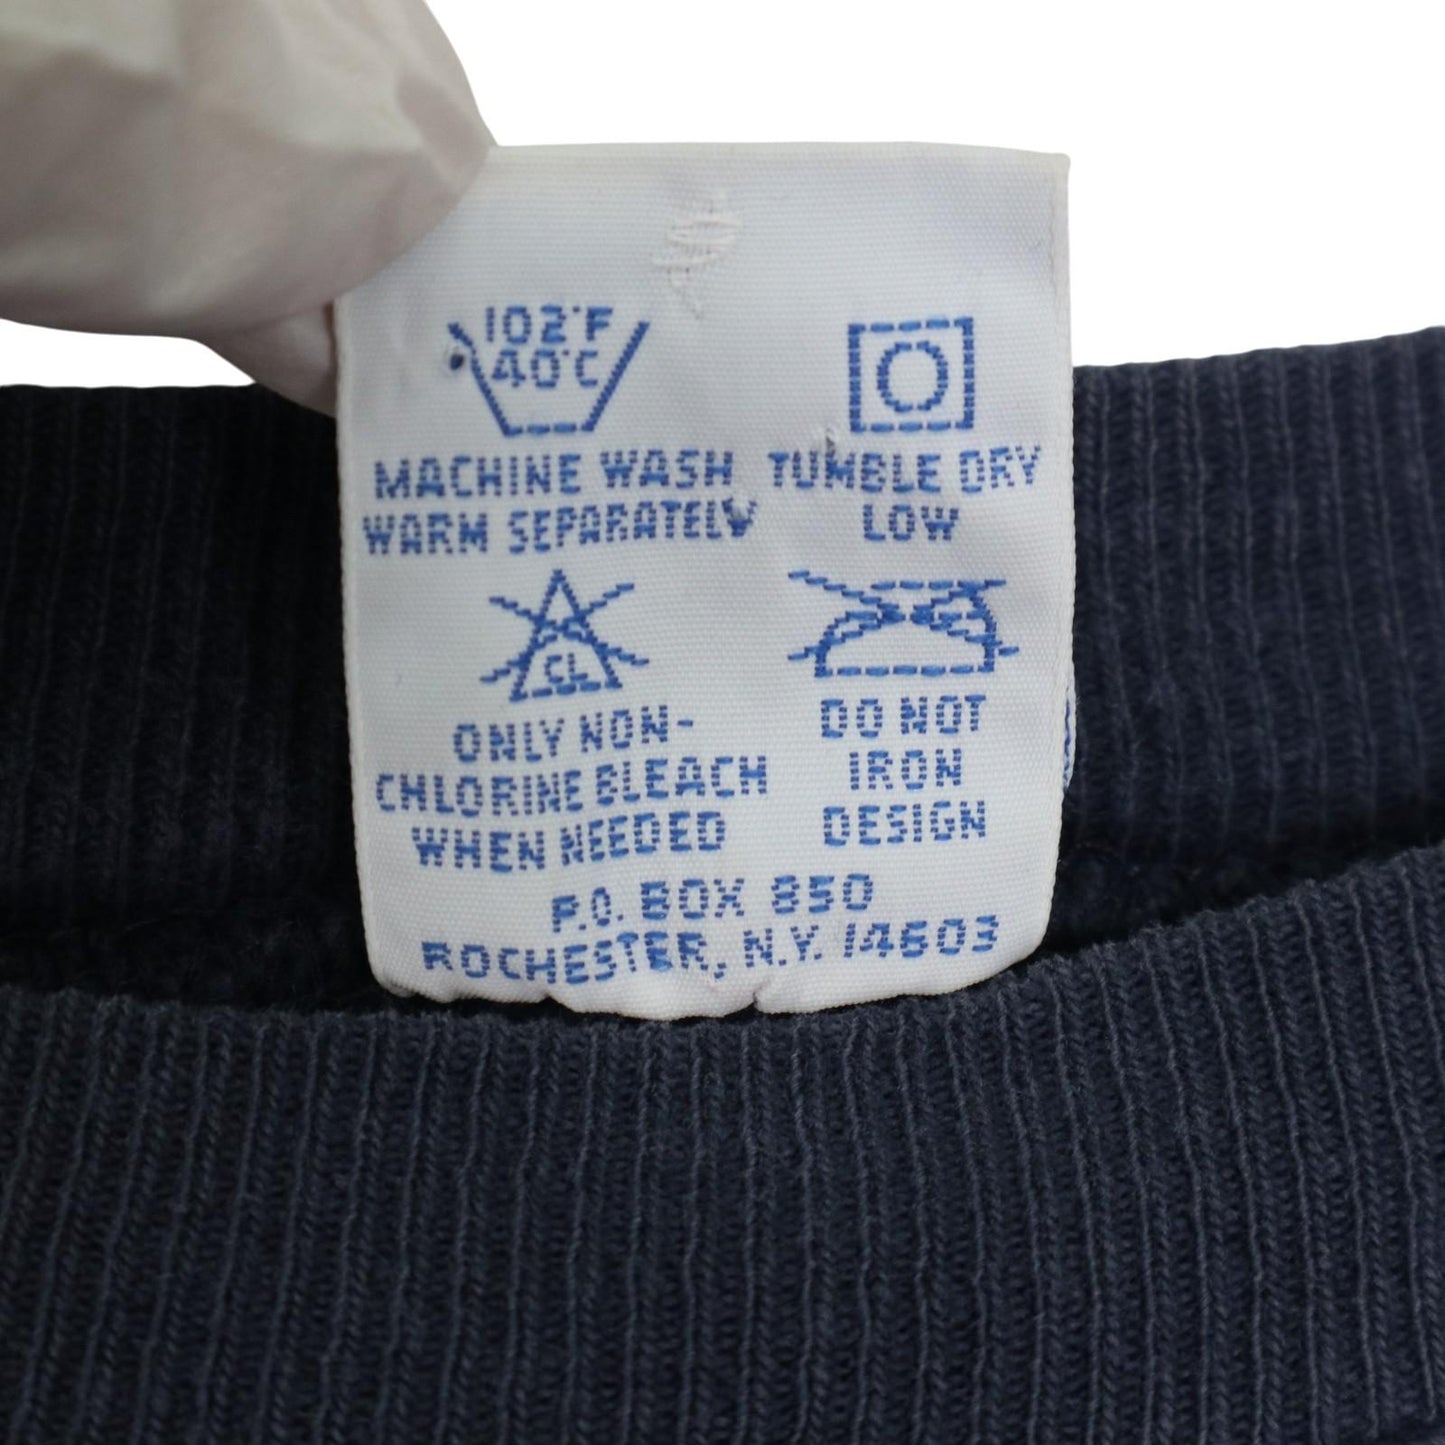 102°F
40°C
MACHINE WASH
WARM SEPARATELY
TUMBLE DRY
LOW
CL
ONLY NON-
CHLORINE BLEACH
WHEN NEEDED
DO NOT
IRON
DESIGN
P.O. BOX 850
ROCHESTER, N.Y. 14603